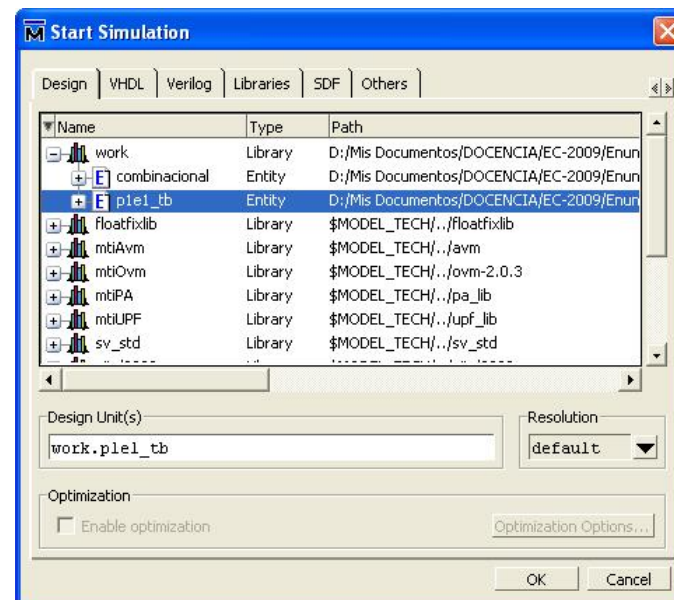 Start Simulation
Design VHDL Verilog Libraries SDF Others
Name Type Path
work Library D:/Mis Documentos/DOCENCIA/EC-2009/Enun
combinacional Entity D:/Mis Documentos/DOCENCIA/EC-2009/Enun
p1e1_tb Entity D:/Mis Documentos/DOCENCIA/EC-2009/Enun
floatfixlib Library $MODEL_TECH/../floatfixlib
mtiAvm Library $MODEL_TECH/../avm
mtiOvm Library $MODEL_TECH/../ovm-2.0.3
mtiPA Library $MODEL_TECH/../pa_lib
mtiUPF Library $MODEL_TECH/../upf_lib
sv_std Library $MODEL_TECH/../sv_std
Design Unit(s) Resolution
work.p1e1_tb default
Optimization
Enable optimization Optimization Options...
OK Cancel